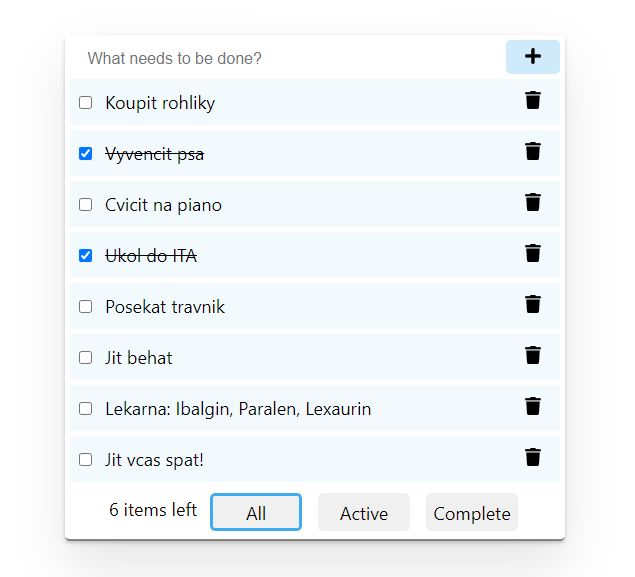 What needs to be done?
Koupit rohliky
Vyvencit psa
Cvicit na piano
Ukol do ITA
Posekat travnik
Jit behat
Lekarna: Ibalgin, Paralen, Lexaurin
Jit vcas spat!
6 items left All Active Complete